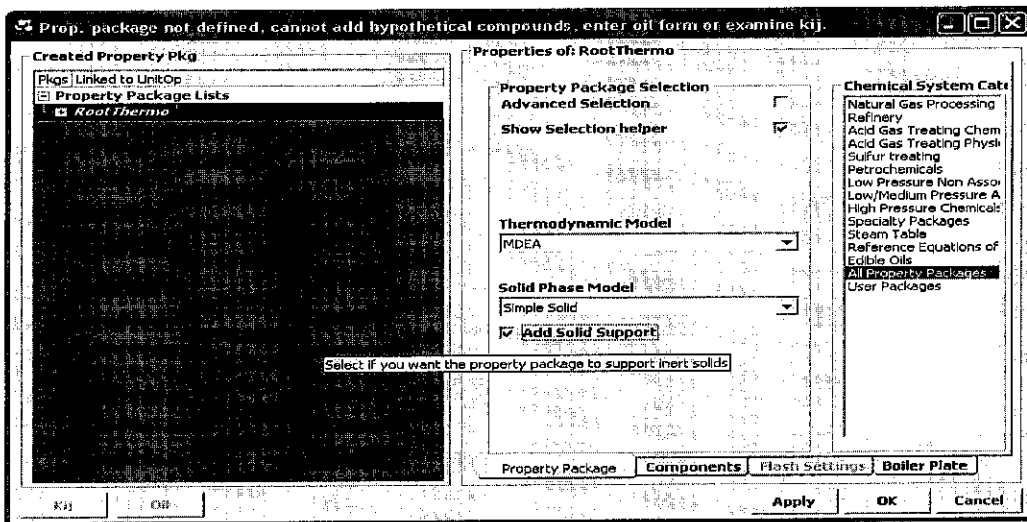 Prop. package not defined, cannot add hypothetical compounds, enter oil form or examine kij.
Created Property Pkg
Pkgs Linked to UnitOp
Property Package Lists
RootThermo
Properties of: RootThermo
Property Package Selection
Advanced Selection
Show Selection helper
Thermodynamic Model
MDEA
Solid Phase Model
Simple Solid
Add Solid Support
Select if you want the property package to support inert solids
Chemical System Cate
Natural Gas Processing
Refinery
Acid Gas Treating Chem
Acid Gas Treating Physi
Sulfur treating
Petrochemicals
Low Pressure Non Asso
Low/Medium Pressure A
High Pressure Chemicals
Specialty Packages
Steam Table
Reference Equations of
Edible Oils
All Property Packages
User Packages
Property Package
Components
Flash Settings
Boiler Plate
Kij
Oil
Apply
OK
Cancel